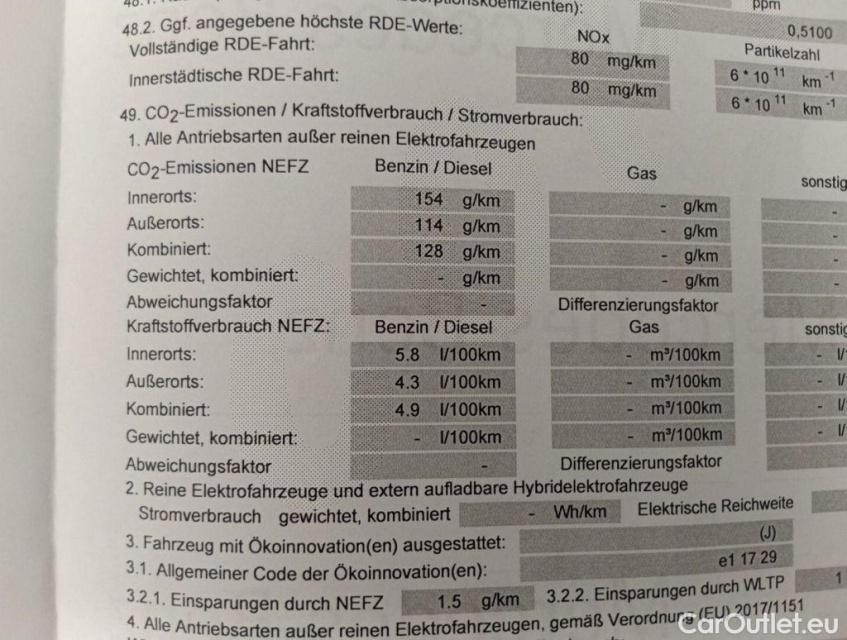 48.2. Ggf. angegebene höchste RDE-Werte:
ppm
0,5100
NOx
Partikelzahl
Vollständige RDE-Fahrt: 80 mg/km 6 * 10 11 km -1
Innerstädtische RDE-Fahrt: 80 mg/km 6 * 10 11 km -1
49. CO2-Emissionen / Kraftstoffverbrauch / Stromverbrauch:
1. Alle Antriebsarten außer reinen Elektrofahrzeugen
CO2-Emissionen NEFZ Benzin / Diesel Gas sonstig
Innerorts: 154 g/km - g/km -
Außerorts: 114 g/km - g/km -
Kombiniert: 128 g/km - g/km -
Gewichtet, kombiniert: - g/km - g/km -
Abweichungsfaktor - Differenzierungsfaktor
Kraftstoffverbrauch NEFZ: Benzin / Diesel Gas sonstig
Innerorts: 5.8 l/100km - m³/100km - l/
Außerorts: 4.3 l/100km - m³/100km - l/
Kombiniert: 4.9 l/100km - m³/100km - l/
Gewichtet, kombiniert: - l/100km - m³/100km - l/
Abweichungsfaktor - Differenzierungsfaktor
2. Reine Elektrofahrzeuge und extern aufladbare Hybridelektrofahrzeuge
Stromverbrauch gewichtet, kombiniert - Wh/km Elektrische Reichweite
3. Fahrzeug mit Ökoinnovation(en) ausgestattet: (J)
3.1. Allgemeiner Code der Ökoinnovation(en): e1 17 29
3.2.1. Einsparungen durch NEFZ 1.5 g/km 3.2.2. Einsparungen durch WLTP 1
4. Alle Antriebsarten außer reinen Elektrofahrzeugen, gemäß Verordnung (EU) 2017/1151
CarOutlet.eu